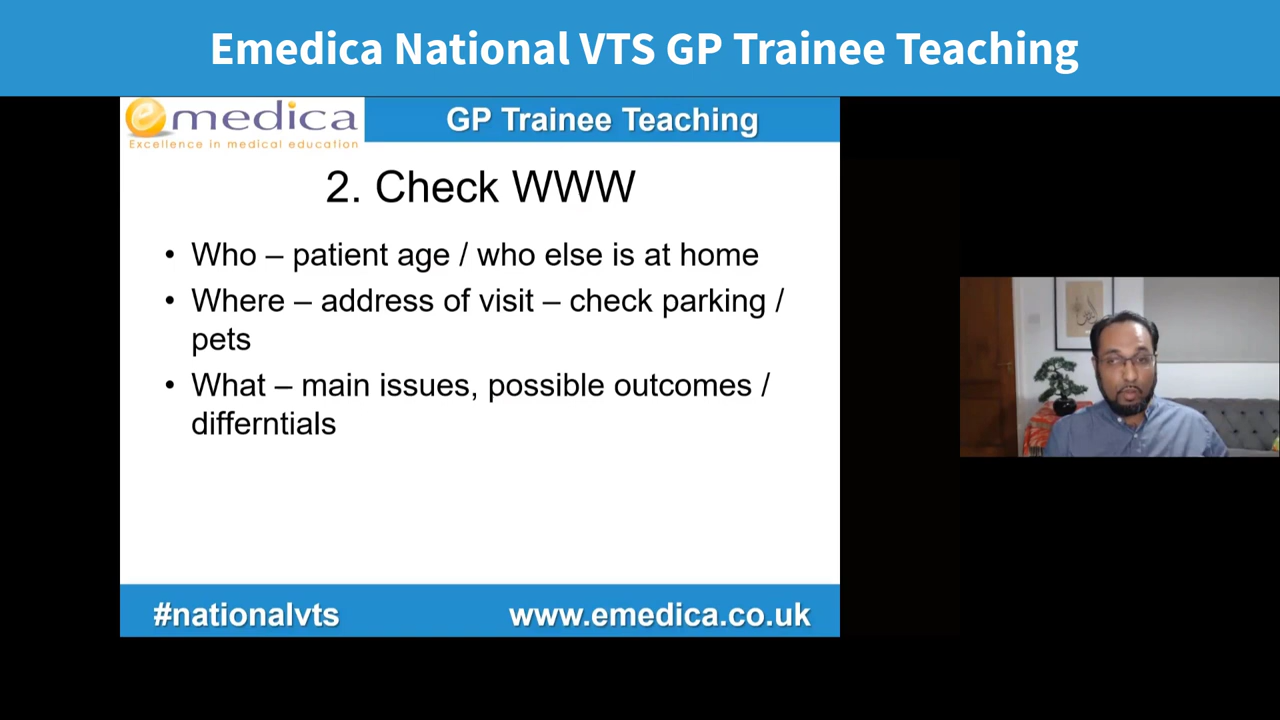 Emedica National VTS GP Trainee Teaching
emedica
Excellence in medical education
GP Trainee Teaching
2. Check WWW
• Who – patient age / who else is at home
• Where – address of visit – check parking /
pets
• What – main issues, possible outcomes /
differntials
#nationalvts
www.emedica.co.uk